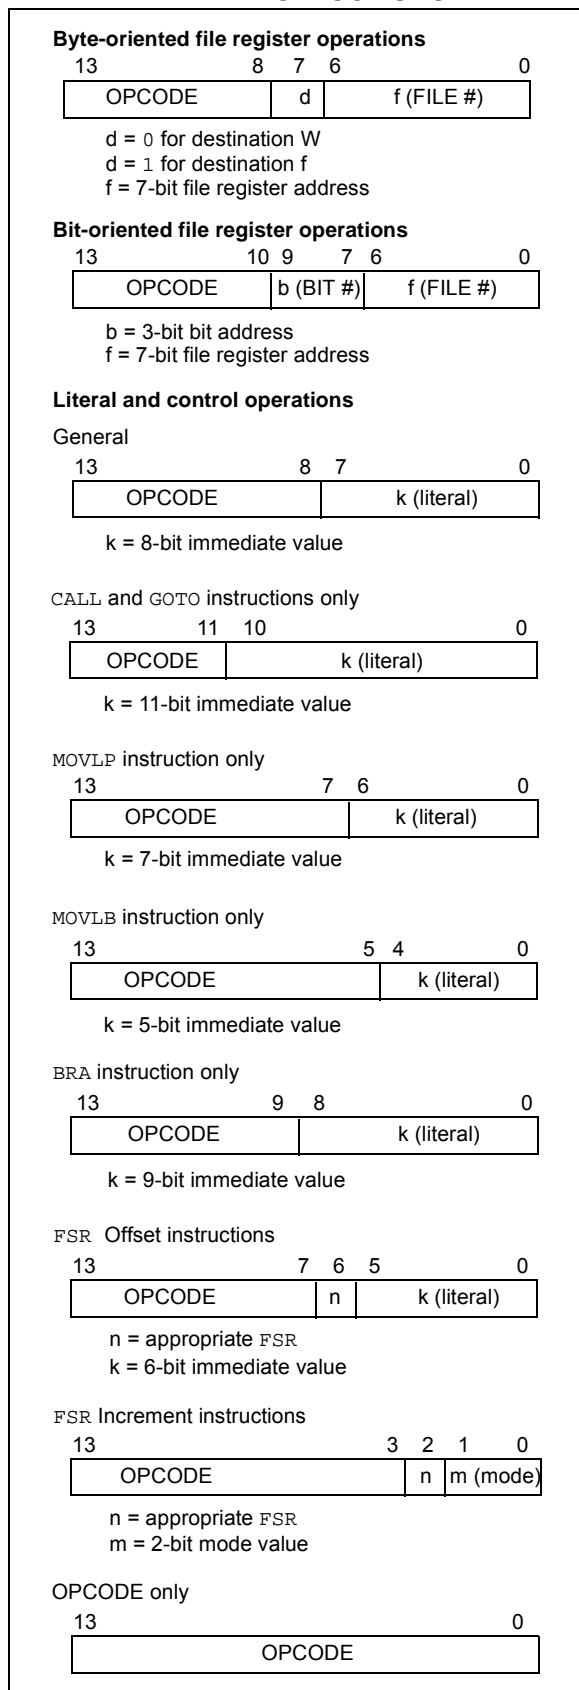 Byte-oriented file register operations
13 8 7 6 0
OPCODE d f (FILE #)
d = 0 for destination W
d = 1 for destination f
f = 7-bit file register address
Bit-oriented file register operations
13 10 9 7 6 0
OPCODE b (BIT #) f (FILE #)
b = 3-bit bit address
f = 7-bit file register address
Literal and control operations
General
13 8 7 0
OPCODE k (literal)
k = 8-bit immediate value
CALL and GOTO instructions only
13 11 10 0
OPCODE k (literal)
k = 11-bit immediate value
MOVLP instruction only
13 7 6 0
OPCODE k (literal)
k = 7-bit immediate value
MOVLB instruction only
13 5 4 0
OPCODE k (literal)
k = 5-bit immediate value
BRA instruction only
13 9 8 0
OPCODE k (literal)
k = 9-bit immediate value
FSR Offset instructions
13 7 6 5 0
OPCODE n k (literal)
n = appropriate FSR
k = 6-bit immediate value
FSR Increment instructions
13 3 2 1 0
OPCODE n m (mode)
n = appropriate FSR
m = 2-bit mode value
OPCODE only
13 0
OPCODE